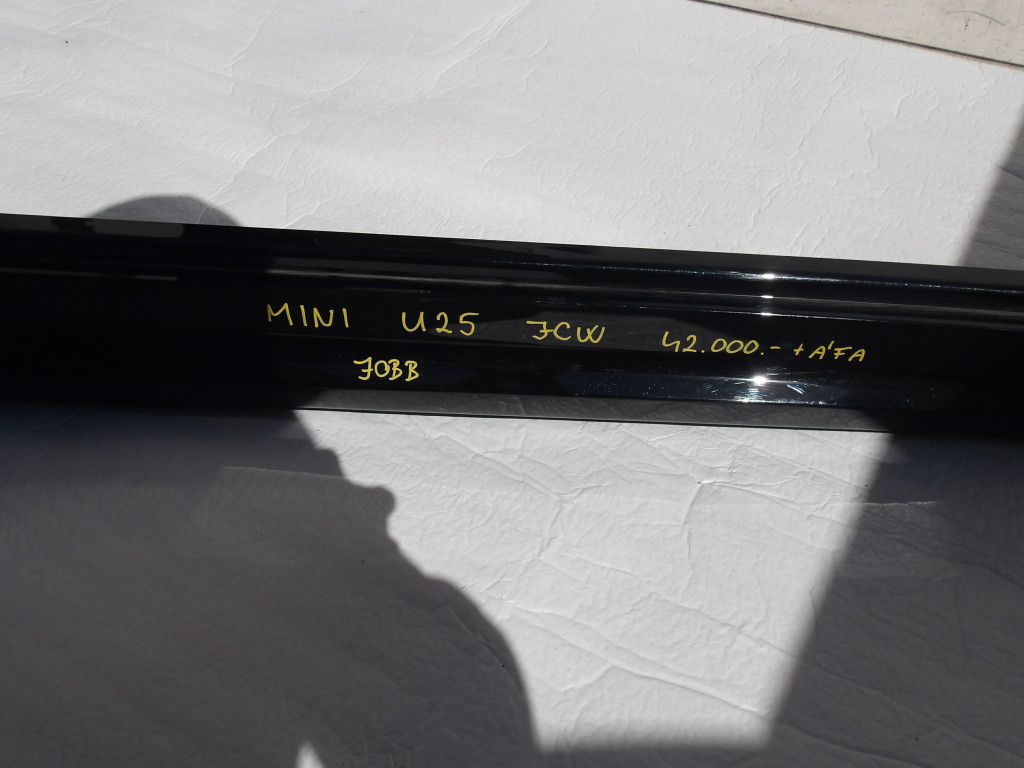 MINI U25 JCW 42.000.- + ÁFA
JOBB